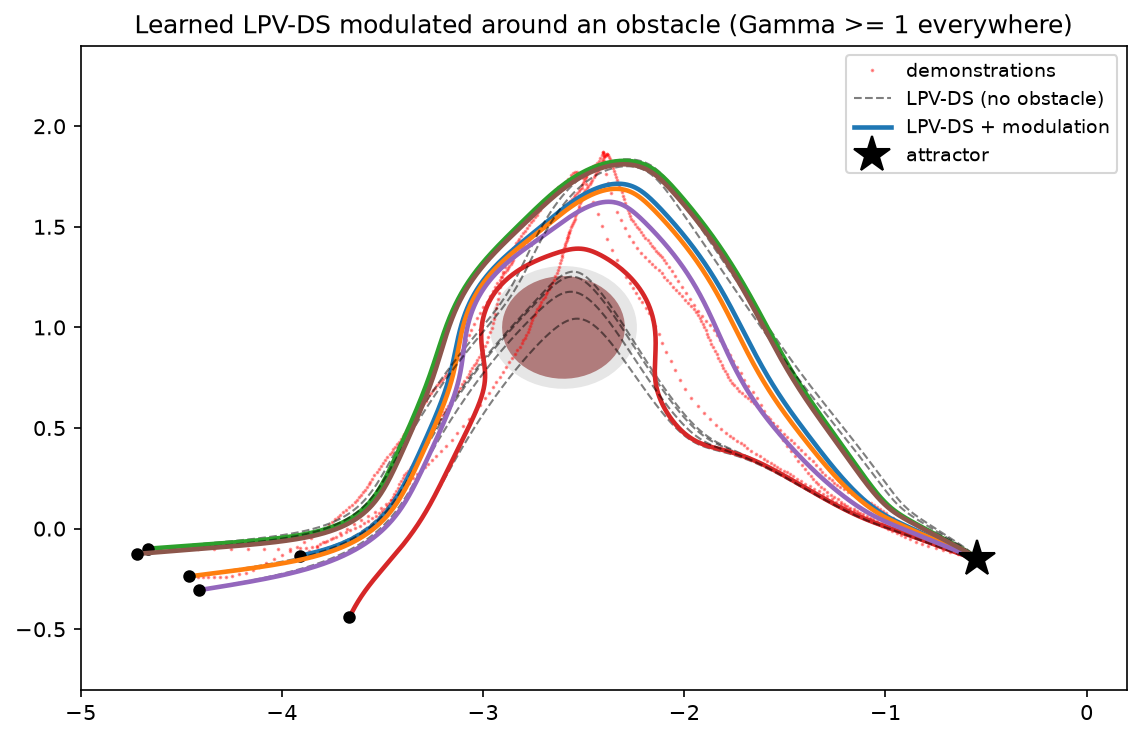 Learned LPV-DS modulated around an obstacle (Gamma >= 1 everywhere)
demonstrations
LPV-DS (no obstacle)
LPV-DS + modulation
attractor
2.0
1.5
1.0
0.5
0.0
−0.5
−5 −4 −3 −2 −1 0